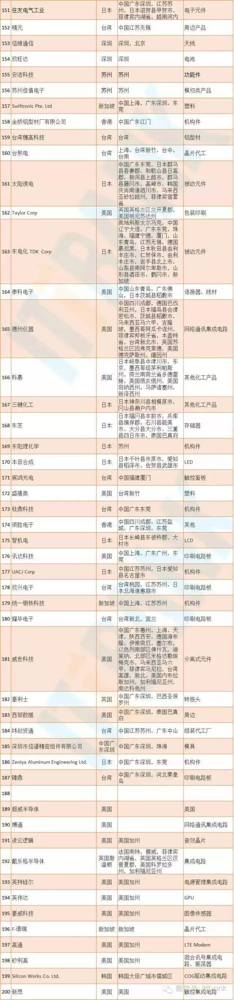 151 住友电气工业 日本 中国广东深圳，江苏苏
州，日本滋贺县甲贺市，
菲律宾内湖省，越南河内 电子元件
152 精元 台湾 中国江苏无锡 周边产品
153 信维通信 深圳 深圳，北京 天线
154 欣旺达 深圳 深圳 电池
155 安洁科技 苏州 苏州 功能件
156 苏州佳值电子 苏州 苏州 模切类产品
157 Swiftronic Pte. Ltd 新加坡 中国上海，广东深圳，东
莞 塑料
158 金桥铝型材厂有限公司 香港 中国广东江门 机构件
159 台湾穗高科技 台湾 台湾 铝型材
160 台积电 台湾 上海，台湾新竹，台中，
台南 晶片代工
161 太阳诱电 日本 中国广东东莞，日本群马
县吾妻郡，和歌山县日高
郡，新泻县上越市，群马
县藤冈市，高崎市，韩国
庆尚南道泗川市，马来西
亚砂拉越州，菲律宾宿雾
省 被动元件
162 Taylor Corp 美国 英国英格兰区兰开夏郡，
美国明尼苏达州 包装印刷
163 东电化 TDK Corp 日本 奥地利斯太尔马克，中国
辽宁大连，广东东莞，珠
海，福建宁德，厦门，山
东青岛，江苏无锡，德国
慕尼黑，日本秋田县由利
本庄市，仁贺保市，由利
本庄市，岩手县北上市，
山梨县南阿尔卑斯市，山
形县酒田市，鹤冈市，新
加坡 被动元件
164 泰科电子 美国 中国山东青岛，广东佛
山，日本茨城县稻敷市 连接器，线材
165 德州仪器 美国 中国四川成都，德国巴伐
利亚州，日本福岛县会津
若松市，茨城县稻敷市，
马来西亚马六甲，吉隆
坡，墨西哥阿瓜卡连州，
菲律宾邦板牙省，本盖特
省，台湾新北市，英国苏
格兰区因弗克莱德，美国
德克萨斯州，缅因州 网络通讯集成电路
166 科慕 美国 日本岐阜县中津川市，东
京，墨西哥塔茅利帕斯
州，荷兰南荷兰省多德雷
赫，美国俄亥俄州，美国
田纳西州，马萨诸塞州，
新泽西州 其他化工产品
167 三键化工 日本 日本神奈川县相模原市，
冈山县濑户内市 其他化工产品
168 东芝 日本 日本福冈县丰前市，兵库
县揖保郡，石川县能美
市，大分县大分市，三重
县四日市市，泰国巴真府 存储器
169 东阳理化学 日本 苏州 机构件
170 丰田合成 日本 日本千叶县市原市，爱知
县稻泽市，佐贺县武雄市 LED
171 宸鸿光电 台湾 中国福建厦门 触控面板
172 盛禧奥 美国 台湾新竹 塑料
173 钛鼎科技 台湾 中国广东东莞 机构件
174 领胜电子 香港 中国四川成都，江苏盐
城，广东深圳，东莞 其他
175 智机电 日本 日本长崎县东彼杵郡，大
村市 LCD
176 讯达科技 美国 中国上海，广东广州，东
莞 印刷电路板
177 UACJ Corp 日本 中国江苏苏州，日本爱知
县名古屋市 机构件
178 欣兴电子 台湾 台湾桃园，江苏苏州，日
本北海道惠庭市 印刷电路板
179 统一钢铁科技 新加坡 中国上海，江苏苏州 机构件
180 耀华电子 台湾 台湾新北，宜兰 印刷电路板
181 威世科技 美国 中国广东惠州，上海，天
津，陕西西安，德国海布
隆，伊策荷厄，塞尔布，
以色列南部区俾什瓦，迪
莫纳，北部区米格达勒埃
梅克市，马来西亚马六
甲，菲律宾马尼拉，台湾
高雄，新北，美国内布拉
斯加州，加利福尼亚州，
南达科他州 分离式元件
182 豪利士 英国 中国广东深圳，巴西圣保
罗州 转接头
183 西部数据 美国 中国广东深圳，泰国巴真
府 周边
184 纬创资通 台湾 中国江苏苏州，广东中山 组装代工厂
185 深圳市信濠精密组件有限公司 中国广
东深圳 中国广东深圳，珠海 模具
186 Zeniya Aluminum Engineering Ltd. 日本 中国广东深圳，东莞 机构件
187 臻鼎 台湾 中国广东深圳，河北秦皇
岛 印刷电路板
188
189 超威半导体 美国 美国
190 博通 美国 网络通讯集成电路
191 凌云逻辑 美国 美国加州 音效晶片
192 戴乐格半导体 英国斯
温顿 法国南特，挪威，菲律宾
内湖省，英国英格兰区汉
普夏郡，美国科罗拉多
州，加利福尼亚州 集成电路
193 英特硅尔 美国 美国加州 电源管理集成电路
194 英伟达 美国 美国加州 GPU
195 豪威科技 美国 美国加州 图像传感器
196 F-谱瑞 新加坡 新加坡 晶片代工
197 高通 美国 美国加州 LTE Modem
198 矽利高 美国 美国加州 混合讯号集成电
路，振荡器
199 Silicon Works Co. Ltd. 韩国 韩国大田广域市儒城区 COG驱动集成电路
200 新思 美国 美国 触控集成电路
微信号: ittbank